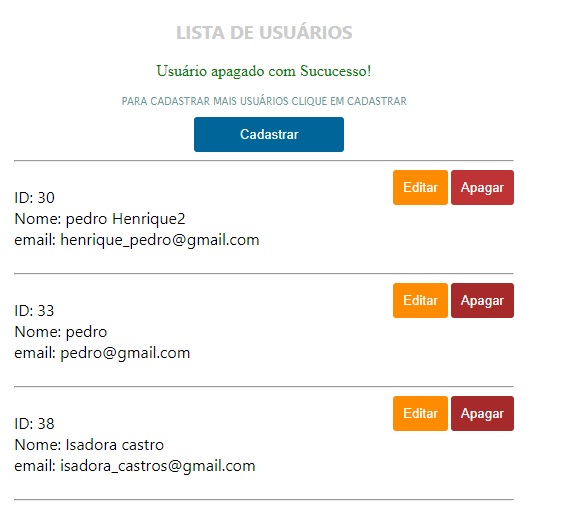 LISTA DE USUÁRIOS
Usuário apagado com Sucucesso!
PARA CADASTRAR MAIS USUÁRIOS CLIQUE EM CADASTRAR
Cadastrar
Editar Apagar
ID: 30
Nome: pedro Henrique2
email: henrique_pedro@gmail.com
Editar Apagar
ID: 33
Nome: pedro
email: pedro@gmail.com
Editar Apagar
ID: 38
Nome: Isadora castro
email: isadora_castros@gmail.com